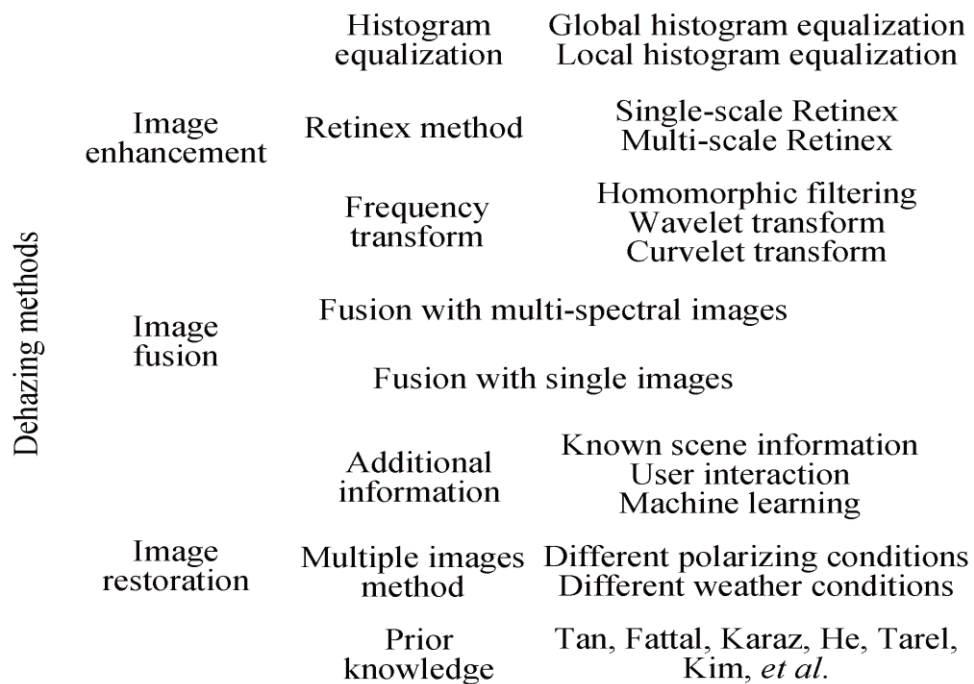 Dehazing methods
Image
enhancement
Histogram
equalization
Global histogram equalization
Local histogram equalization
Retinex method
Single-scale Retinex
Multi-scale Retinex
Frequency
transform
Homomorphic filtering
Wavelet transform
Curvelet transform
Image
fusion
Fusion with multi-spectral images
Fusion with single images
Image
restoration
Additional
information
Known scene information
User interaction
Machine learning
Multiple images
method
Different polarizing conditions
Different weather conditions
Prior
knowledge
Tan, Fattal, Karaz, He, Tarel,
Kim, et al.